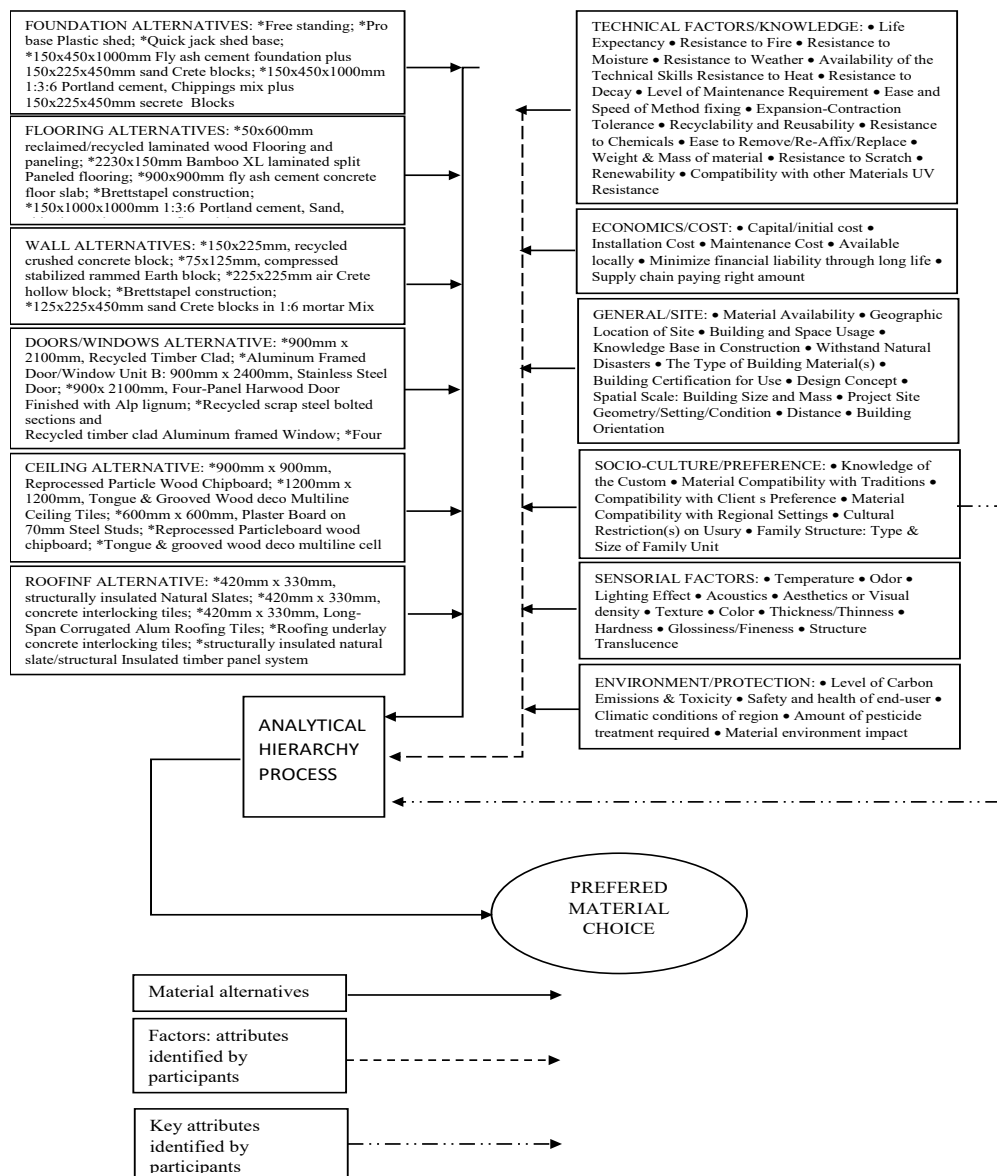 FOUNDATION ALTERNATIVES: *Free standing; *Pro
base Plastic shed; *Quick jack shed base;
*150x450x1000mm Fly ash cement foundation plus
150x225x450mm sand Crete blocks; *150x450x1000mm
1:3:6 Portland cement, Chippings mix plus
150x225x450mm secrete Blocks
FLOORING ALTERNATIVES: *50x600mm
reclaimed/recycled laminated wood Flooring and
paneling; *2230x150mm Bamboo XL laminated split
Paneled flooring; *900x900mm fly ash cement concrete
floor slab; *Brettstapel construction;
*150x1000x1000mm 1:3:6 Portland cement, Sand,
WALL ALTERNATIVES: *150x225mm, recycled
crushed concrete block; *75x125mm, compressed
stabilized rammed Earth block; *225x225mm air Crete
hollow block; *Brettstapel construction;
*125x225x450mm sand Crete blocks in 1:6 mortar Mix
DOORS/WINDOWS ALTERNATIVE: *900mm x
2100mm, Recycled Timber Clad; *Aluminum Framed
Door/Window Unit B: 900mm x 2400mm, Stainless Steel
Door; *900x 2100mm, Four-Panel Harwood Door
Finished with Alp lignum; *Recycled scrap steel bolted
sections and
Recycled timber clad Aluminum framed Window; *Four
CEILING ALTERNATIVE: *900mm x 900mm,
Reprocessed Particle Wood Chipboard; *1200mm x
1200mm, Tongue & Grooved Wood deco Multiline
Ceiling Tiles; *600mm x 600mm, Plaster Board on
70mm Steel Studs; *Reprocessed Particleboard wood
chipboard; *Tongue & grooved wood deco multiline cell
ROOFINF ALTERNATIVE: *420mm x 330mm,
structurally insulated Natural Slates; *420mm x 330mm,
concrete interlocking tiles; *420mm x 330mm, Long-
Span Corrugated Alum Roofing Tiles; *Roofing underlay
concrete interlocking tiles; *structurally insulated natural
slate/structural Insulated timber panel system
TECHNICAL FACTORS/KNOWLEDGE: • Life
Expectancy • Resistance to Fire • Resistance to
Moisture • Resistance to Weather • Availability of the
Technical Skills Resistance to Heat • Resistance to
Decay • Level of Maintenance Requirement • Ease and
Speed of Method fixing • Expansion-Contraction
Tolerance • Recyclability and Reusability • Resistance
to Chemicals • Ease to Remove/Re-Affix/Replace •
Weight & Mass of material • Resistance to Scratch •
Renewability • Compatibility with other Materials UV
Resistance
ECONOMICS/COST: • Capital/initial cost •
Installation Cost • Maintenance Cost • Available
locally • Minimize financial liability through long life •
Supply chain paying right amount
GENERAL/SITE: • Material Availability • Geographic
Location of Site • Building and Space Usage •
Knowledge Base in Construction • Withstand Natural
Disasters • The Type of Building Material(s) •
Building Certification for Use • Design Concept •
Spatial Scale: Building Size and Mass • Project Site
Geometry/Setting/Condition • Distance • Building
Orientation
SOCIO-CULTURE/PREFERENCE: • Knowledge of
the Custom • Material Compatibility with Traditions •
Compatibility with Client s Preference • Material
Compatibility with Regional Settings • Cultural
Restriction(s) on Usury • Family Structure: Type &
Size of Family Unit
SENSORIAL FACTORS: • Temperature • Odor •
Lighting Effect • Acoustics • Aesthetics or Visual
density • Texture • Color • Thickness/Thinness •
Hardness • Glossiness/Fineness • Structure
Translucence
ENVIRONMENT/PROTECTION: • Level of Carbon
Emissions & Toxicity • Safety and health of end-user •
Climatic conditions of region • Amount of pesticide
treatment required • Material environment impact
ANALYTICAL
HIERARCHY
PROCESS
PREFERED
MATERIAL
CHOICE
Material alternatives
Factors: attributes
identified by
participants
Key attributes
identified by
participants